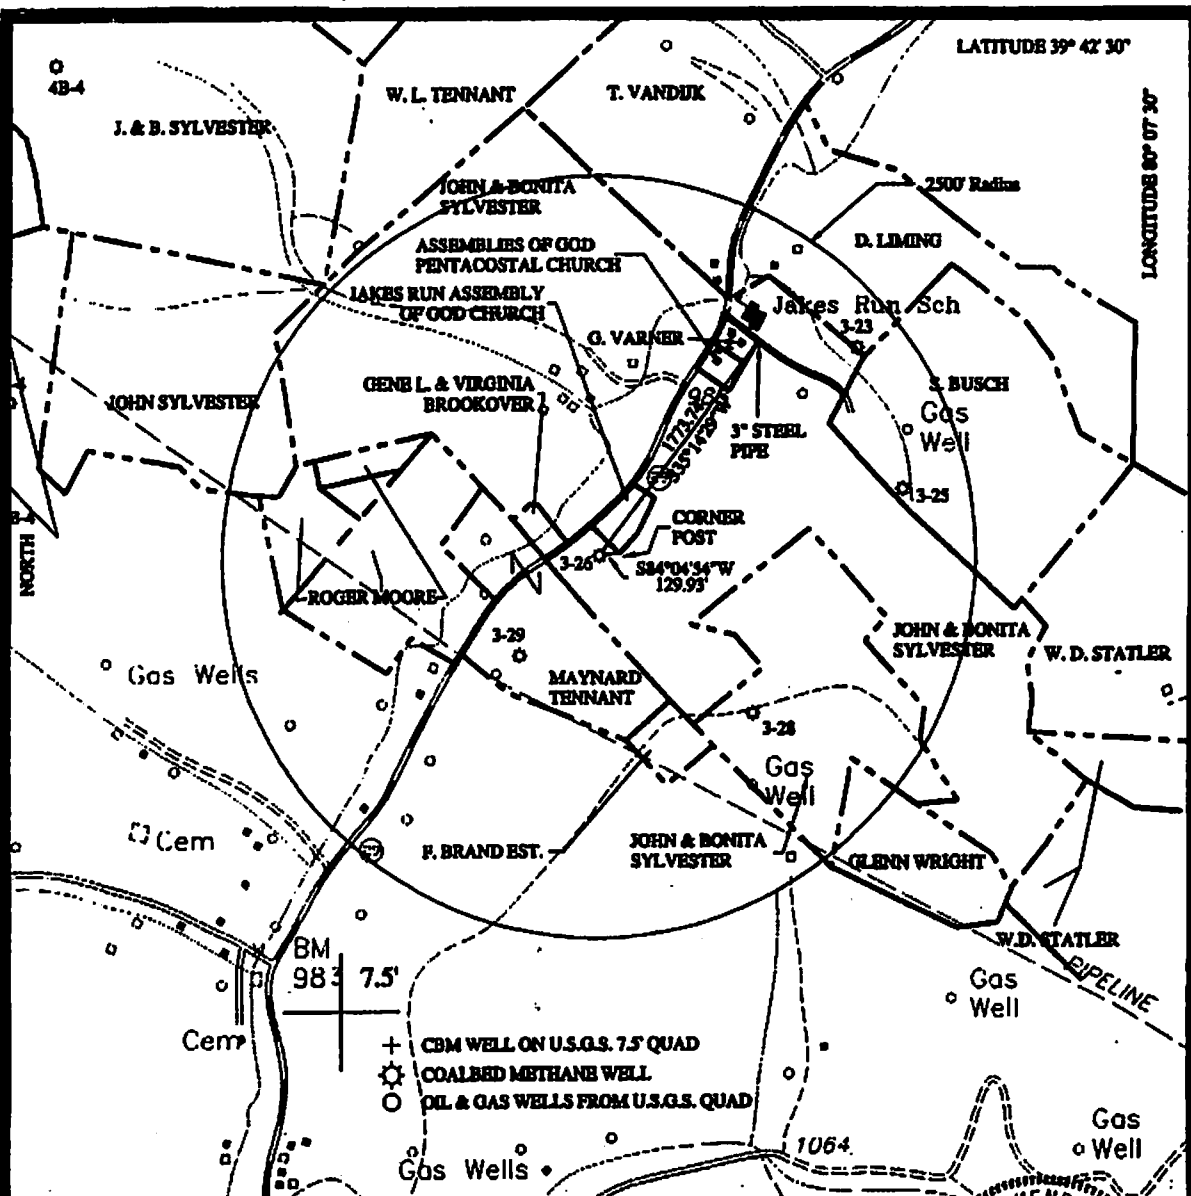 LATITUDE 39° 42' 30"
LONGITUDE 80° 07' 30"
4B-4
W. L. TENNANT
T. VANDIJK
J. & B. SYLVESTER
JOHN & BONITA
SYLVESTER
2500' Radius
D. LIMING
ASSEMBLIES OF GOD
PENTACOSTAL CHURCH
JAKES RUN ASSEMBLY
OF GOD CHURCH
Jakes Run Sch
3-23
G. VARNER
GENE L. & VIRGINIA
BROOKOVER
JOHN SYLVESTER
S. BUSCH
Gas
Well
3" STEEL
PIPE
13-25
CORNER
POST
3-26
S84°04'54"W
129.93'
NORTH
ROGER MOORE
3-29
JOHN & BONITA
SYLVESTER
W. D. STATLER
Gas Wells
MAYNARD
TENNANT
3-28
Gas
Well
Cem
F. BRAND EST.
JOHN & BONITA
SYLVESTER
GLENN WRIGHT
W.D. STATLER
PIPELINE
BM
983
7.5'
Gas
Well
Cem
CBM WELL ON U.S.G.S. 7.5' QUAD
COALBED METHANE WELL
OIL & GAS WELLS FROM U.S.G.S. QUAD
1064
Gas
Well
Gas Wells